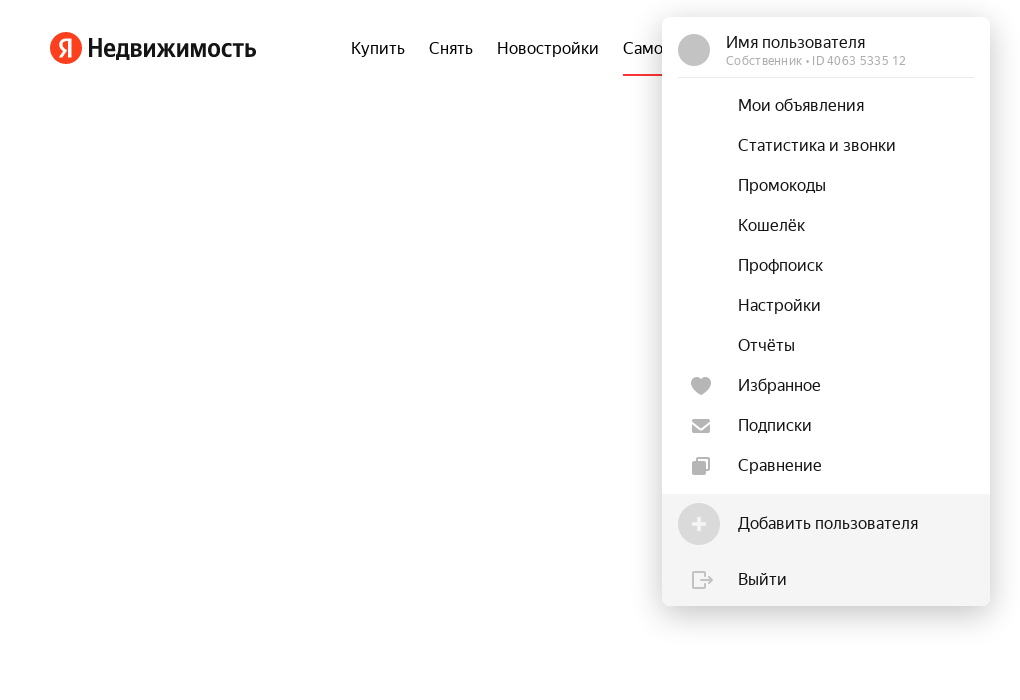 Я Недвижимость
Купить Снять Новостройки Само
Имя пользователя
Собственник • ID 4063 5335 12
Мои объявления
Статистика и звонки
Промокоды
Кошелёк
Профпоиск
Настройки
Отчёты
Избранное
Подписки
Сравнение
Добавить пользователя
Выйти